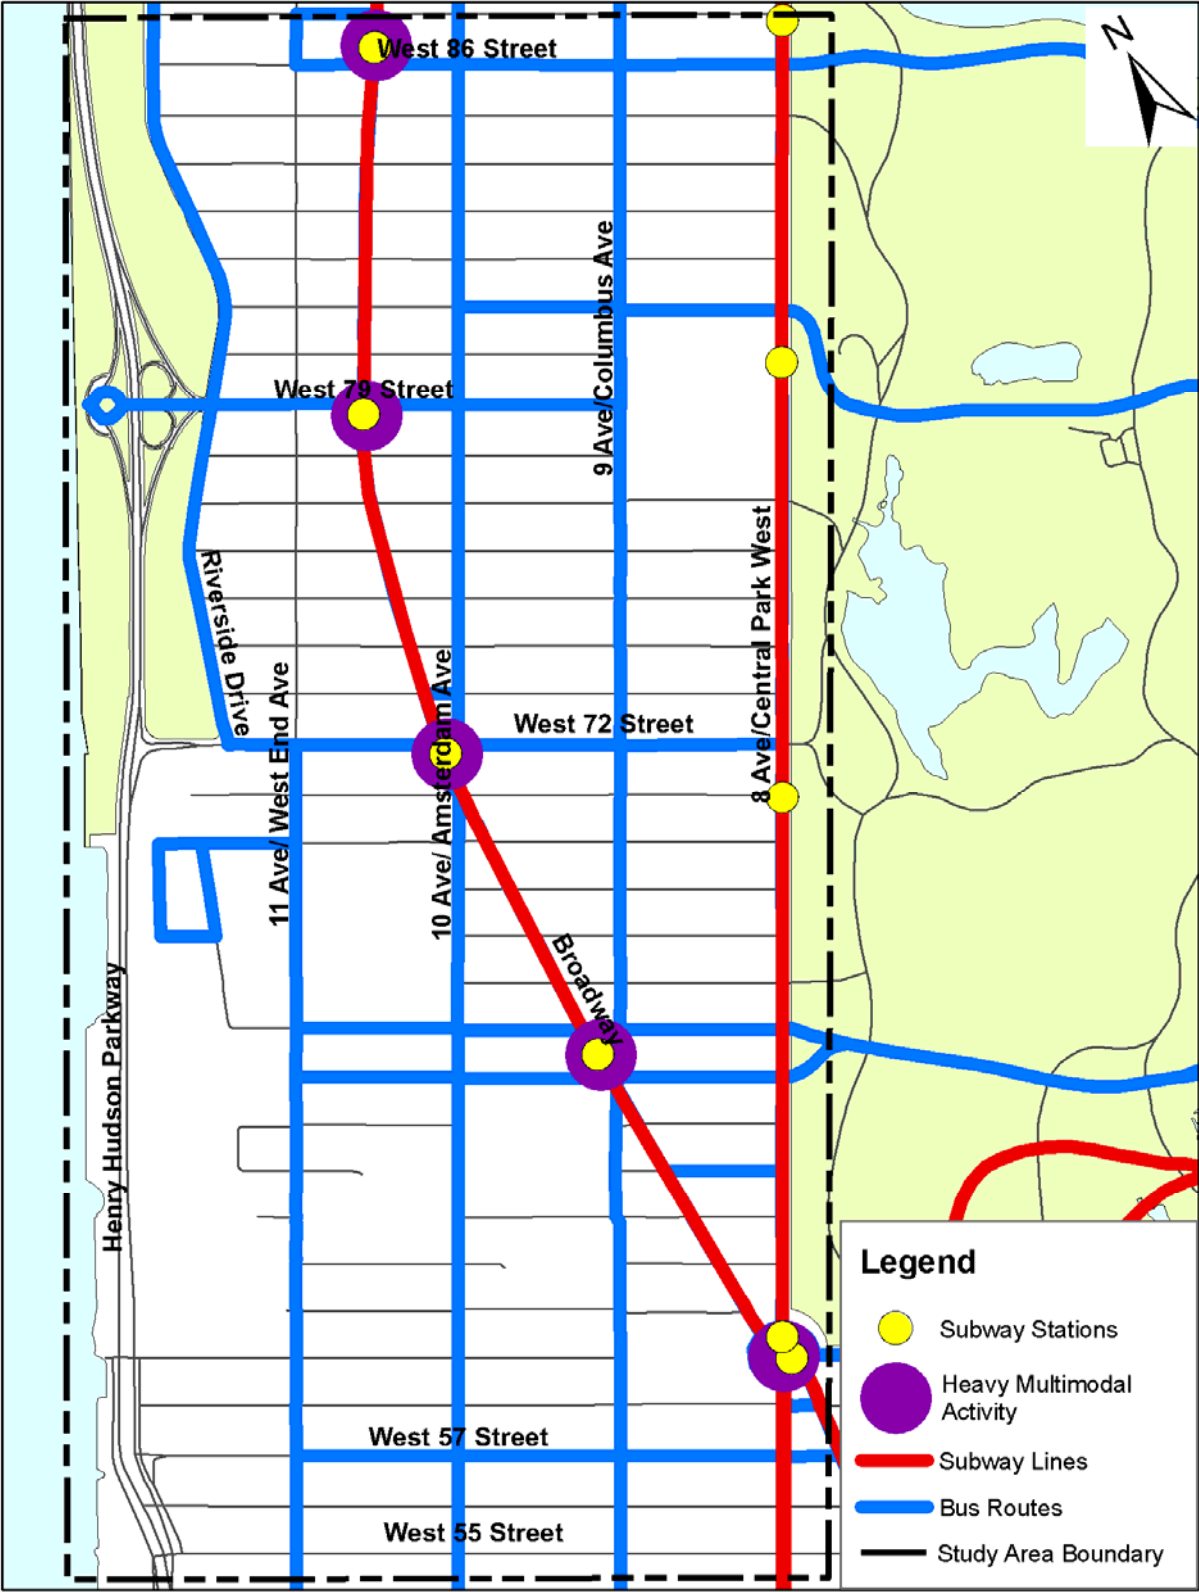 N
West 86 Street
9 Ave/Columbus Ave
West 79 Street
8 Ave/Central Park West
Riverside Drive
11 Ave/ West End Ave
10 Ave/ Amsterdam Ave
West 72 Street
Broadway
Henry Hudson Parkway
West 57 Street
West 55 Street
Legend
Subway Stations
Heavy Multimodal
Activity
Subway Lines
Bus Routes
Study Area Boundary